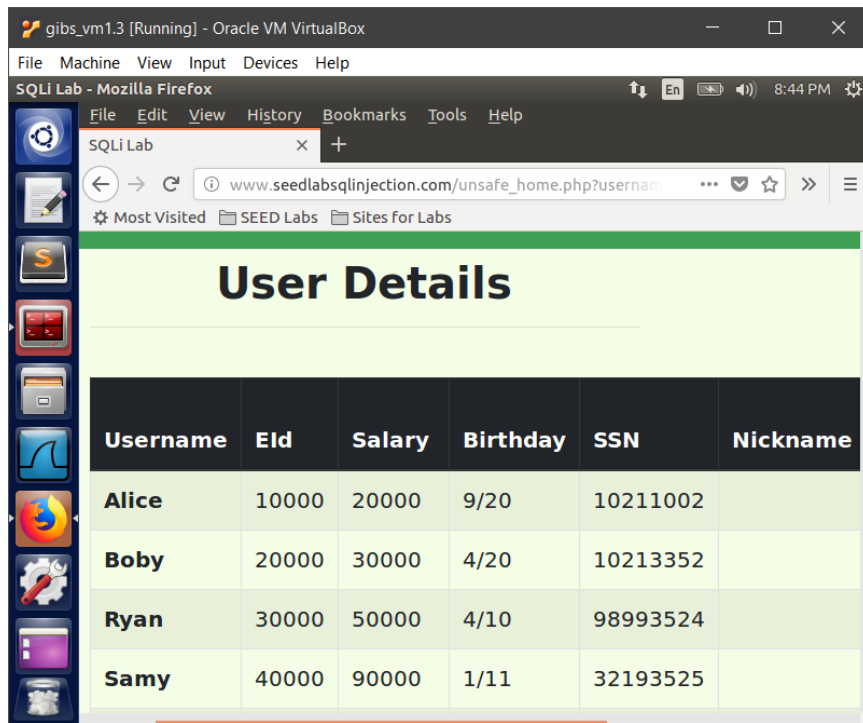 gibs_vm1.3 [Running] - Oracle VM VirtualBox
File Machine View Input Devices Help
SQLi Lab - Mozilla Firefox En 8:44 PM
File Edit View History Bookmarks Tools Help
SQLi Lab
www.seedlabsqlinjection.com/unsafe_home.php?usernam
Most Visited SEED Labs Sites for Labs
User Details
Username EId Salary Birthday SSN Nickname
Alice 10000 20000 9/20 10211002
Boby 20000 30000 4/20 10213352
Ryan 30000 50000 4/10 98993524
Samy 40000 90000 1/11 32193525